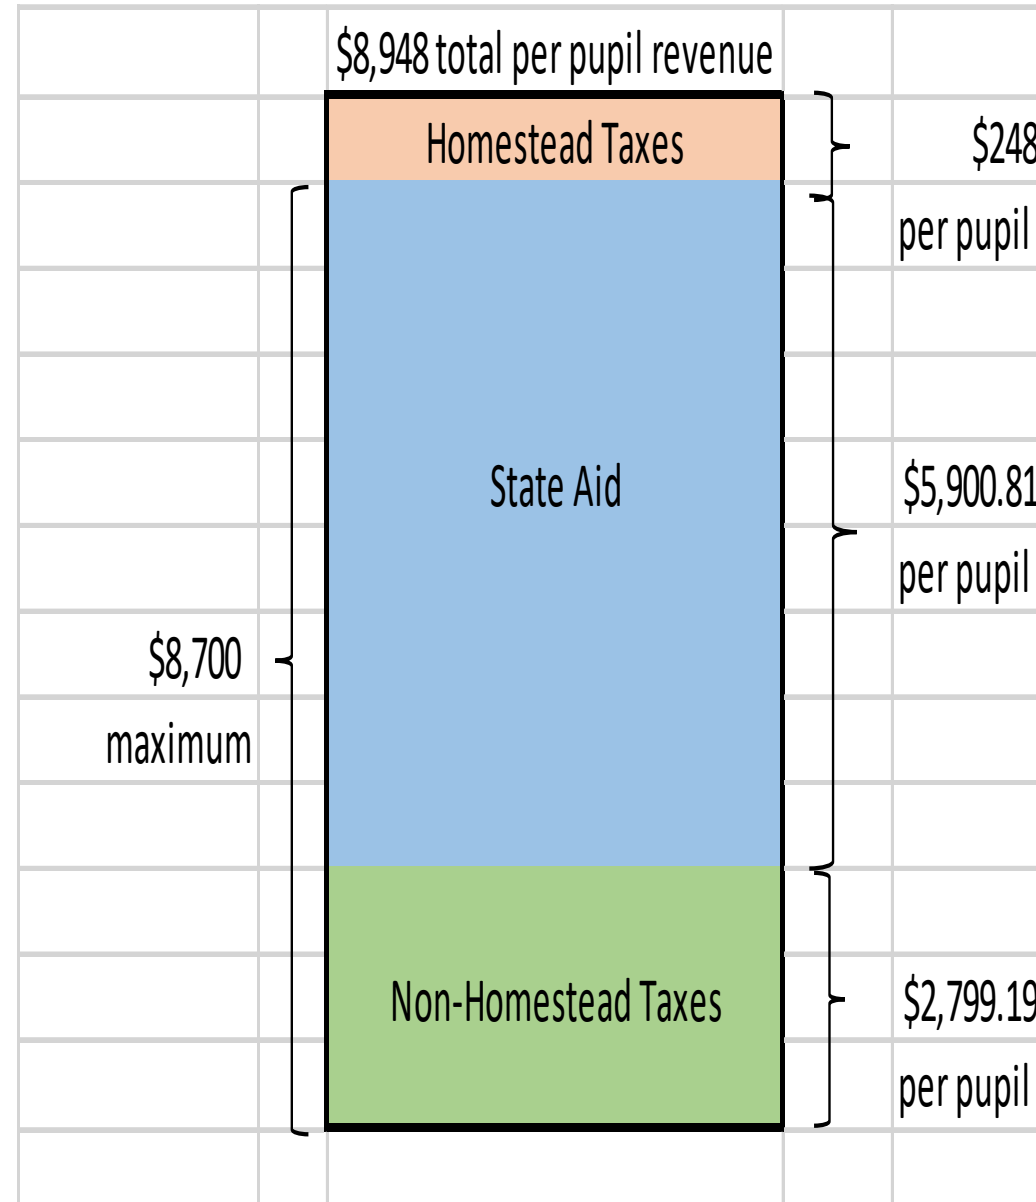 $8,948 total per pupil revenue
Homestead Taxes
$248
per pupil
State Aid
$5,900.81
per pupil
$8,700
maximum
Non-Homestead Taxes
$2,799.19
per pupil